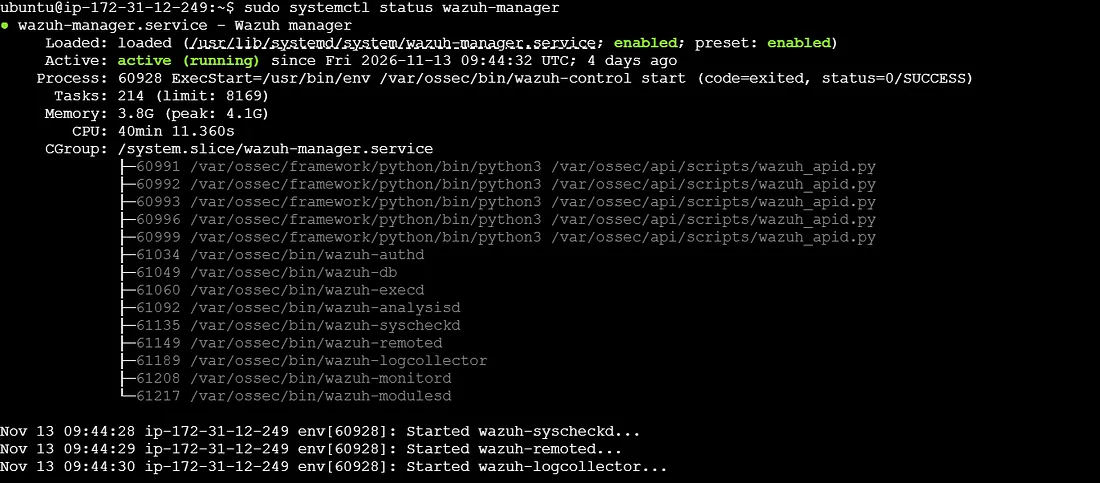 ubuntu@ip-172-31-12-249:~$ sudo systemctl status wazuh-manager
● wazuh-manager.service - Wazuh manager
     Loaded: loaded (/usr/lib/systemd/system/wazuh-manager.service; enabled; preset: enabled)
     Active: active (running) since Fri 2026-11-13 09:44:32 UTC; 4 days ago
    Process: 60928 ExecStart=/usr/bin/env /var/ossec/bin/wazuh-control start (code=exited, status=0/SUCCESS)
      Tasks: 214 (limit: 8169)
     Memory: 3.8G (peak: 4.1G)
        CPU: 40min 11.360s
     CGroup: /system.slice/wazuh-manager.service
             ├─60991 /var/ossec/framework/python/bin/python3 /var/ossec/api/scripts/wazuh_apid.py
             ├─60992 /var/ossec/framework/python/bin/python3 /var/ossec/api/scripts/wazuh_apid.py
             ├─60993 /var/ossec/framework/python/bin/python3 /var/ossec/api/scripts/wazuh_apid.py
             ├─60996 /var/ossec/framework/python/bin/python3 /var/ossec/api/scripts/wazuh_apid.py
             ├─60999 /var/ossec/framework/python/bin/python3 /var/ossec/api/scripts/wazuh_apid.py
             ├─61034 /var/ossec/bin/wazuh-authd
             ├─61049 /var/ossec/bin/wazuh-db
             ├─61060 /var/ossec/bin/wazuh-execd
             ├─61092 /var/ossec/bin/wazuh-analysisd
             ├─61135 /var/ossec/bin/wazuh-syscheckd
             ├─61149 /var/ossec/bin/wazuh-remoted
             ├─61189 /var/ossec/bin/wazuh-logcollector
             ├─61208 /var/ossec/bin/wazuh-monitord
             └─61217 /var/ossec/bin/wazuh-modulesd

Nov 13 09:44:28 ip-172-31-12-249 env[60928]: Started wazuh-syscheckd...
Nov 13 09:44:29 ip-172-31-12-249 env[60928]: Started wazuh-remoted...
Nov 13 09:44:30 ip-172-31-12-249 env[60928]: Started wazuh-logcollector...